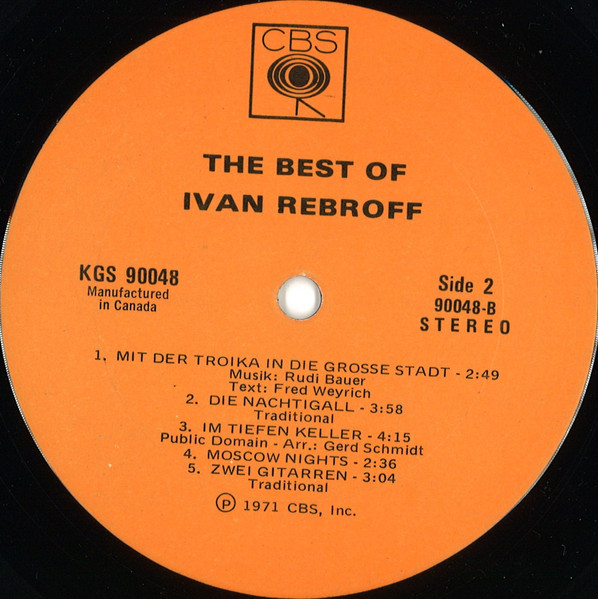 CBS
THE BEST OF
IVAN REBROFF
KGS 90048
Manufactured
in Canada
Side 2
90048-B
STEREO
1. MIT DER TROIKA IN DIE GROSSE STADT - 2:49
Musik: Rudi Bauer
Text: Fred Weyrich
2. DIE NACHTIGALL - 3:58
Traditional
3. IM TIEFEN KELLER - 4:15
Public Domain - Arr.: Gerd Schmidt
4. MOSCOW NIGHTS - 2:36
5. ZWEI GITARREN - 3:04
Traditional
Ⓟ 1971 CBS, Inc.